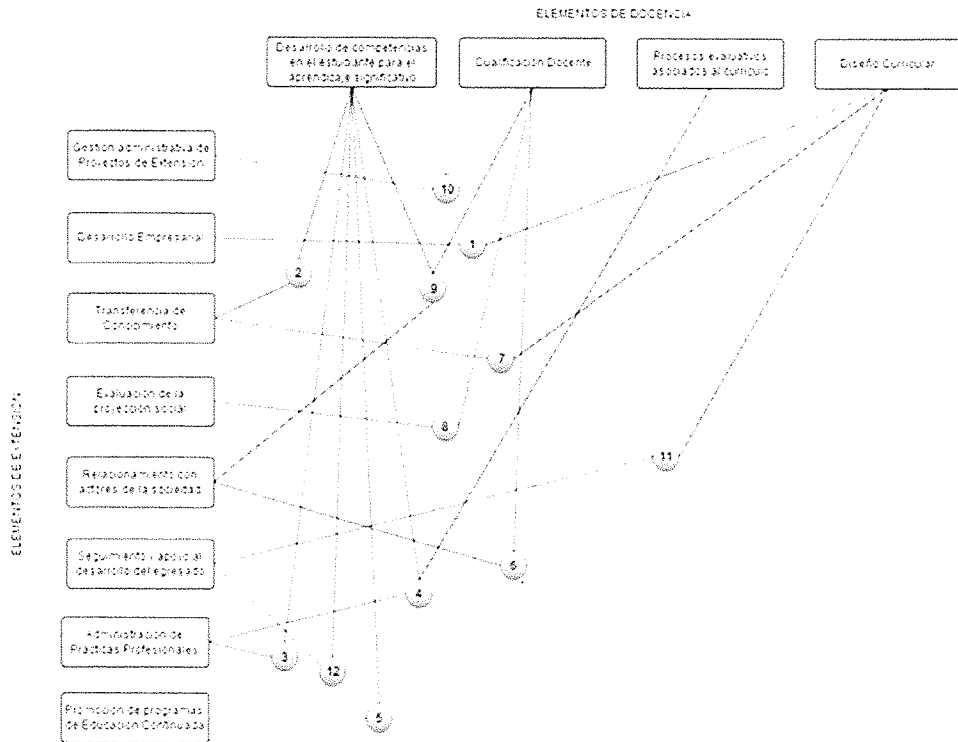 ELEMENTOS DE DOCENCIA
Desarrollo de competencias
en el estudiante para el
aprendizaje significativo
Cualificación Docente
Procesos evaluativos
asociados al currículo
Diseño Curricular
Gestión administrativa de
Proyectos de Extensión
10
Desarrollo Empresarial
1
2
9
Transferencia de
Conocimiento
7
Evaluación de la
proyección social
8
ELEMENTOS DE EXTENSIÓN
11
Relacionamiento con
actores de la sociedad
Seguimiento y apoyo al
desarrollo del egresado
6
4
Administración de
Prácticas Profesionales
3
12
Promoción de programas
de Educación Continuada
5